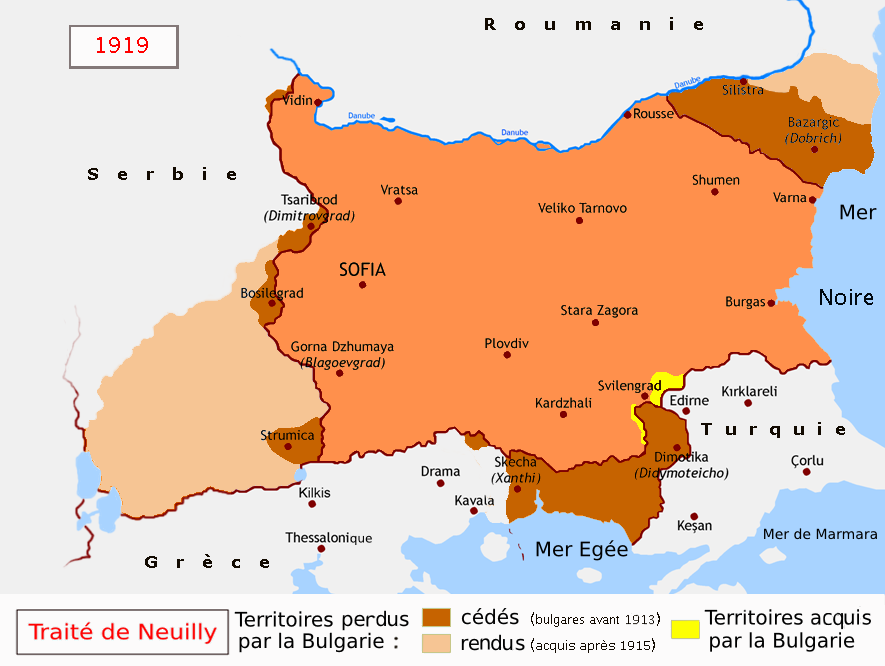 1919
Roumanie
Danube
Silistra
Vidin
Danube
Rousse
Bazargic
(Dobrich)
Danube
Serbie
Shumen
Vratsa
Tsaribrod
(Dimitrovgrad)
Varna
Veliko Tarnovo
Mer
SOFIA
Bosilegrad
Noire
Burgas
Stara Zagora
Gorna Dzhumaya
(Blagoevgrad)
Plovdiv
Svilengrad
Kırklareli
Edirne
Kardzhali
Turquie
Strumica
Dimotika
(Didymoteicho)
Skecha
(Xanthi)
Çorlu
Drama
Kilkis
Kavala
Keşan
Thessalonique
Mer de Marmara
Mer Egée
Grèce
Traité de Neuilly
Territoires perdus
par la Bulgarie :
cédés (bulgares avant 1913)
rendus (acquis après 1915)
Territoires acquis
par la Bulgarie